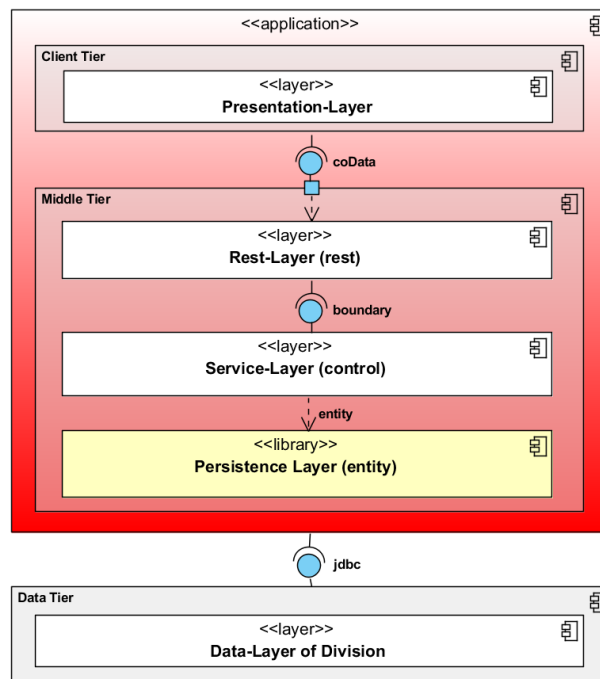 <<application>>
Client Tier
<<layer>>
Presentation-Layer
coData
Middle Tier
<<layer>>
Rest-Layer (rest)
boundary
<<layer>>
Service-Layer (control)
entity
<<library>>
Persistence Layer (entity)
jdbc
Data Tier
<<layer>>
Data-Layer of Division